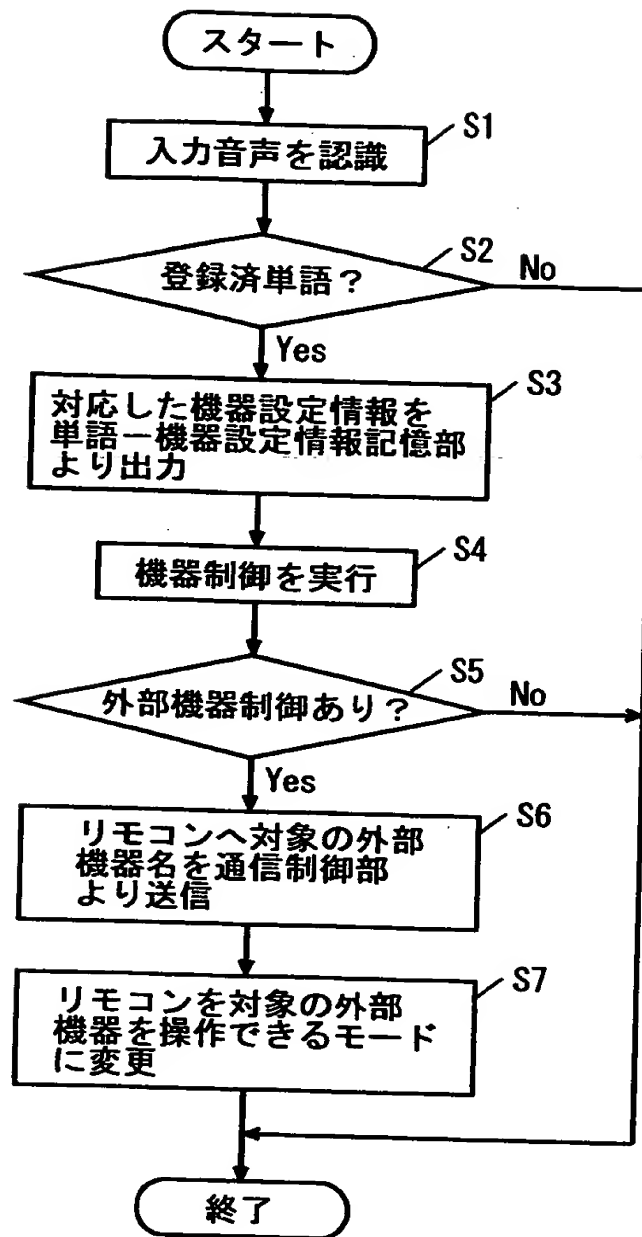 スタート
S1
入力音声を認識
S2
登録済単語？
No
Yes
S3
対応した機器設定情報を
単語－機器設定情報記憶部
より出力
S4
機器制御を実行
S5
外部機器制御あり？
No
Yes
S6
リモコンへ対象の外部
機器名を通信制御部
より送信
S7
リモコンを対象の外部
機器を操作できるモード
に変更
終了